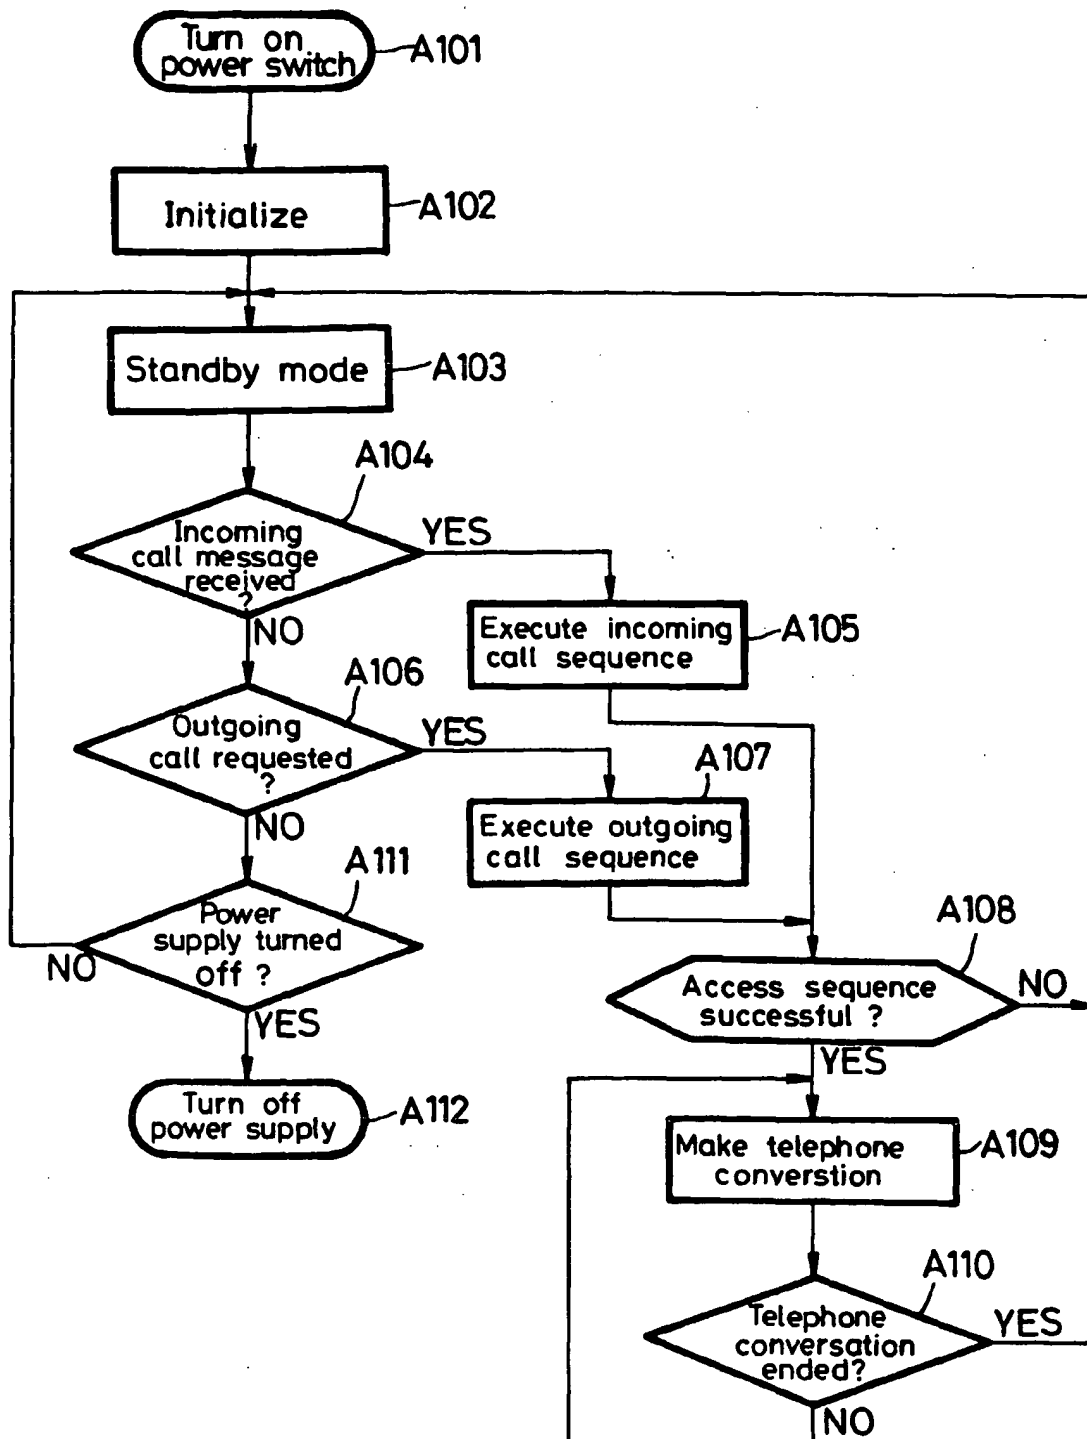 Turn on
power switch
A101
Initialize
A102
Standby mode
A103
A104
Incoming
call message
received
?
YES
NO
Execute incoming
call sequence
A105
A106
Outgoing
call requested
?
YES
NO
A107
Execute outgoing
call sequence
A111
Power
supply turned
off ?
NO
YES
A108
Access sequence
successful ?
NO
YES
Turn off
power supply
A112
Make telephone
converstion
A109
A110
Telephone
conversation
ended?
YES
NO